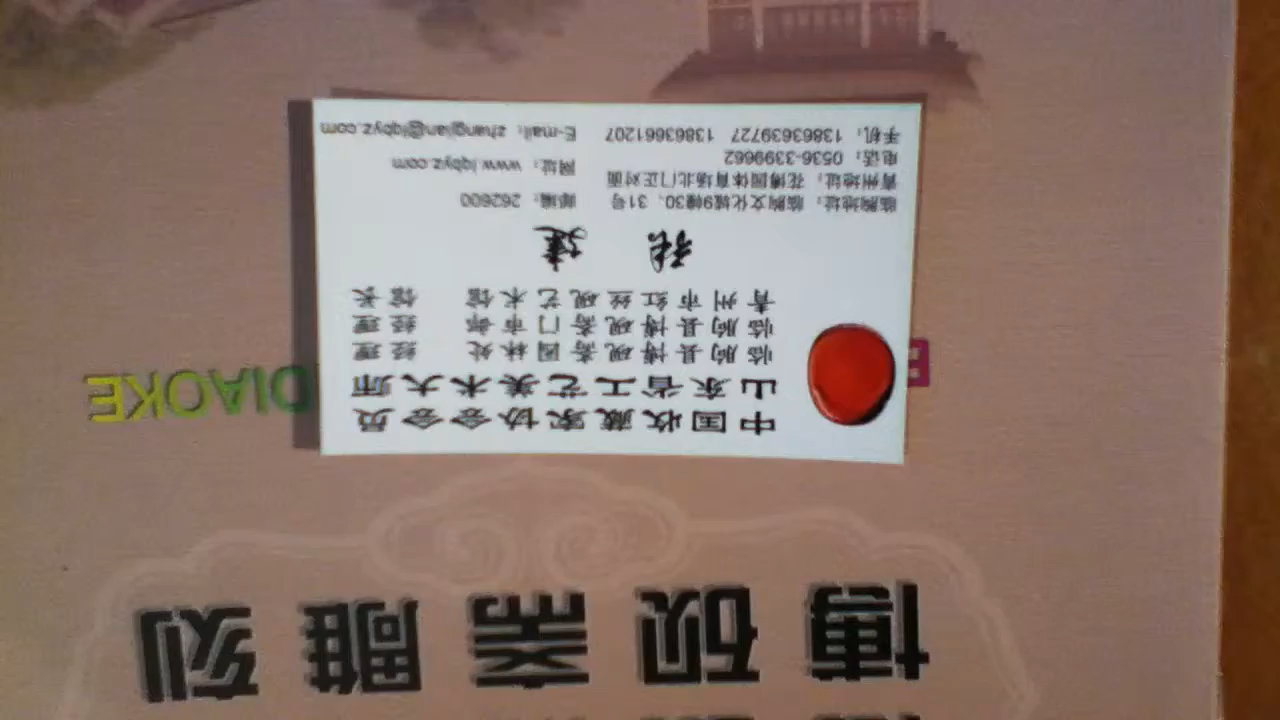 博砚斋雕刻
DIAOKE
中国收藏家协会会员
山东省工艺美术大师
临朐县博砚斋园林处 经理
临朐县博砚斋门市部 经理
青州市红丝砚艺术馆 馆长
张 建
临朐地址：临朐文化城9幢30、31号 邮编：262600
青州地址：花博园体育场北门正对面
电话：0536-3399662 网址：www.lqbyz.com
手机：13863639727 13863661207 E-mail：zhangjian@lqbyz.com